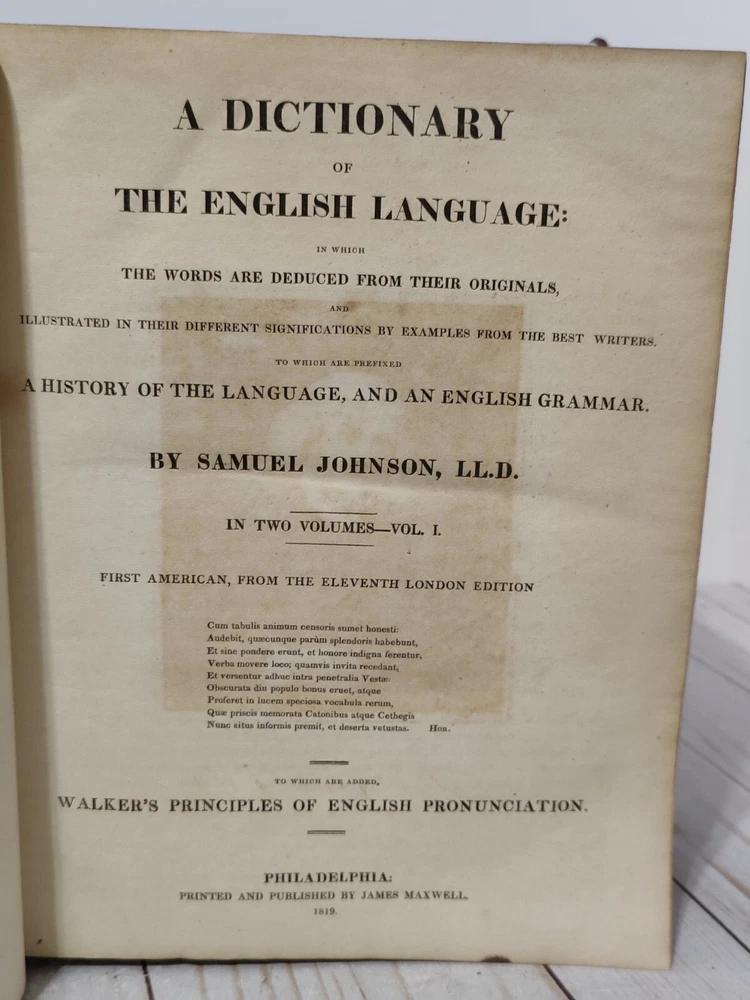 A DICTIONARY
OF
THE ENGLISH LANGUAGE:
IN WHICH
THE WORDS ARE DEDUCED FROM THEIR ORIGINALS,
AND
ILLUSTRATED IN THEIR DIFFERENT SIGNIFICATIONS BY EXAMPLES FROM THE BEST WRITERS.
TO WHICH ARE PREFIXED
A HISTORY OF THE LANGUAGE, AND AN ENGLISH GRAMMAR.
BY SAMUEL JOHNSON, LL.D.
IN TWO VOLUMES—VOL. I.
FIRST AMERICAN, FROM THE ELEVENTH LONDON EDITION
Cum tabulis animum censoris sumet honesti:
Audebit, quæcunque parùm splendoris habebunt,
Et sine pondere erunt, et honore indigna ferentur,
Verba movere loco; quamvis invita recedant,
Et versentur adhuc intra penetralia Vestæ:
Obscurata diu populo bonus eruet, atque
Proferet in lucem speciosa vocabula rerum,
Quæ priscis memorata Catonibus atque Cethegis
Nunc situs informis premit, et deserta vetustas. Hor.
TO WHICH ARE ADDED,
WALKER'S PRINCIPLES OF ENGLISH PRONUNCIATION.
PHILADELPHIA:
PRINTED AND PUBLISHED BY JAMES MAXWELL.
1819.